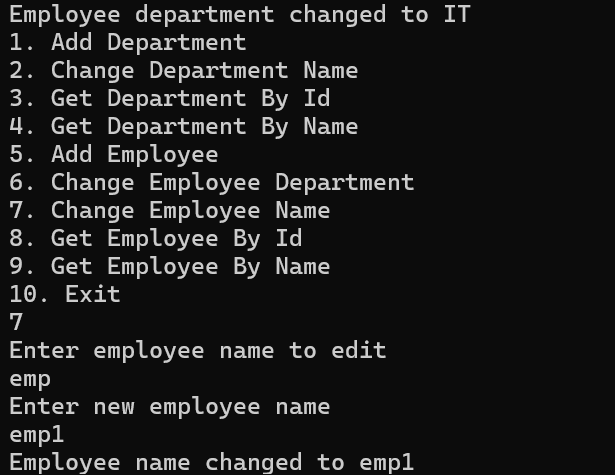 Employee department changed to IT
1. Add Department
2. Change Department Name
3. Get Department By Id
4. Get Department By Name
5. Add Employee
6. Change Employee Department
7. Change Employee Name
8. Get Employee By Id
9. Get Employee By Name
10. Exit
7
Enter employee name to edit
emp
Enter new employee name
emp1
Employee name changed to emp1